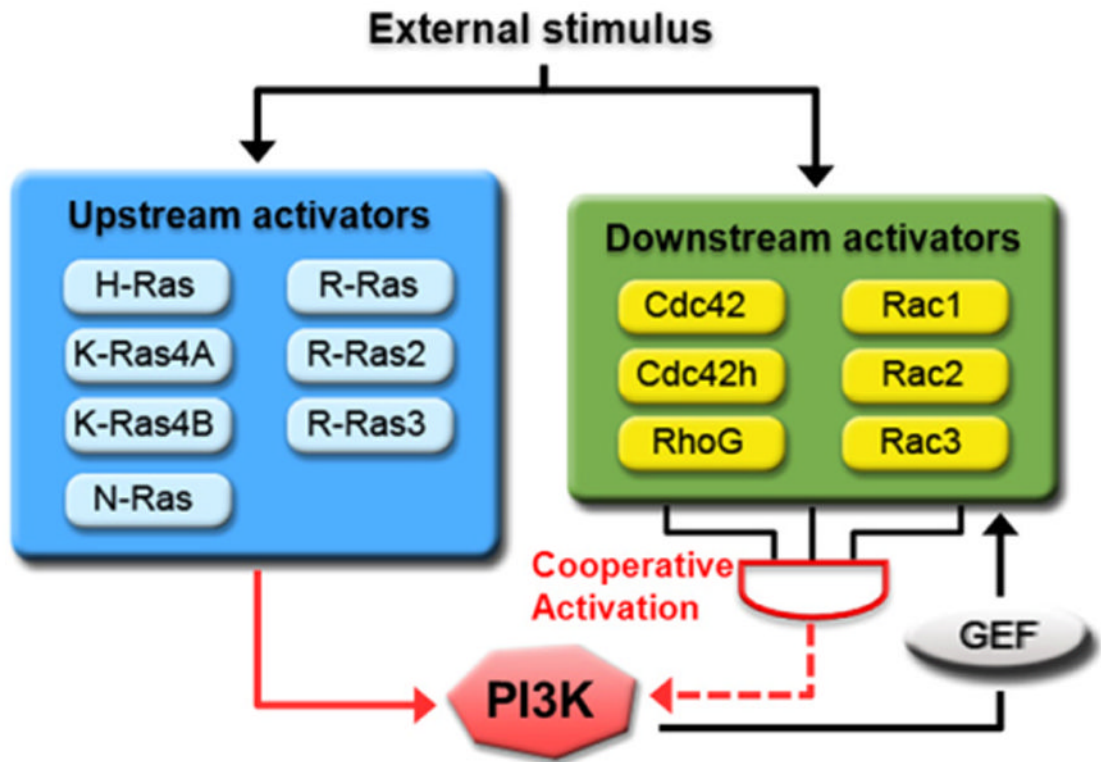 External stimulus
Upstream activators
H-Ras
R-Ras
K-Ras4A
R-Ras2
K-Ras4B
R-Ras3
N-Ras
Downstream activators
Cdc42
Rac1
Cdc42h
Rac2
RhoG
Rac3
Cooperative
Activation
GEF
PI3K